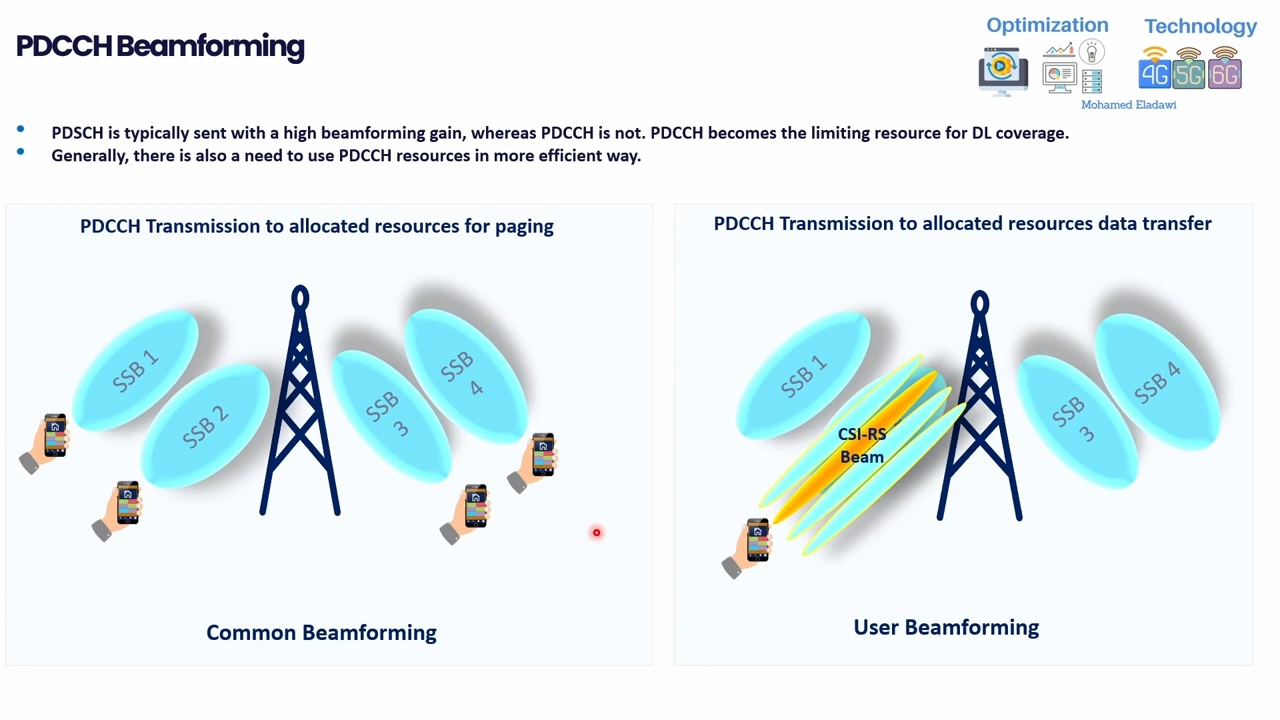 PDCCH Beamforming
Optimization
Technology
4G 5G 6G
Mohamed Eladawi
PDSCH is typically sent with a high beamforming gain, whereas PDCCH is not. PDCCH becomes the limiting resource for DL coverage.
Generally, there is also a need to use PDCCH resources in more efficient way.
PDCCH Transmission to allocated resources for paging
SSB 1
SSB 2
SSB
3
SSB
4
Common Beamforming
PDCCH Transmission to allocated resources data transfer
SSB 1
CSI-RS
Beam
SSB
3
SSB 4
User Beamforming